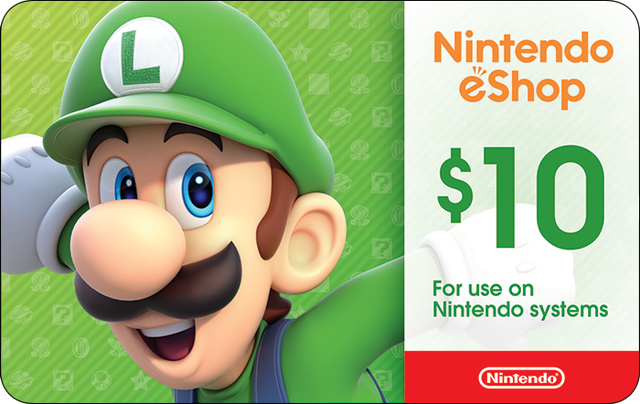 L
Nintendo
eShop
$10
For use on
Nintendo systems
Nintendo